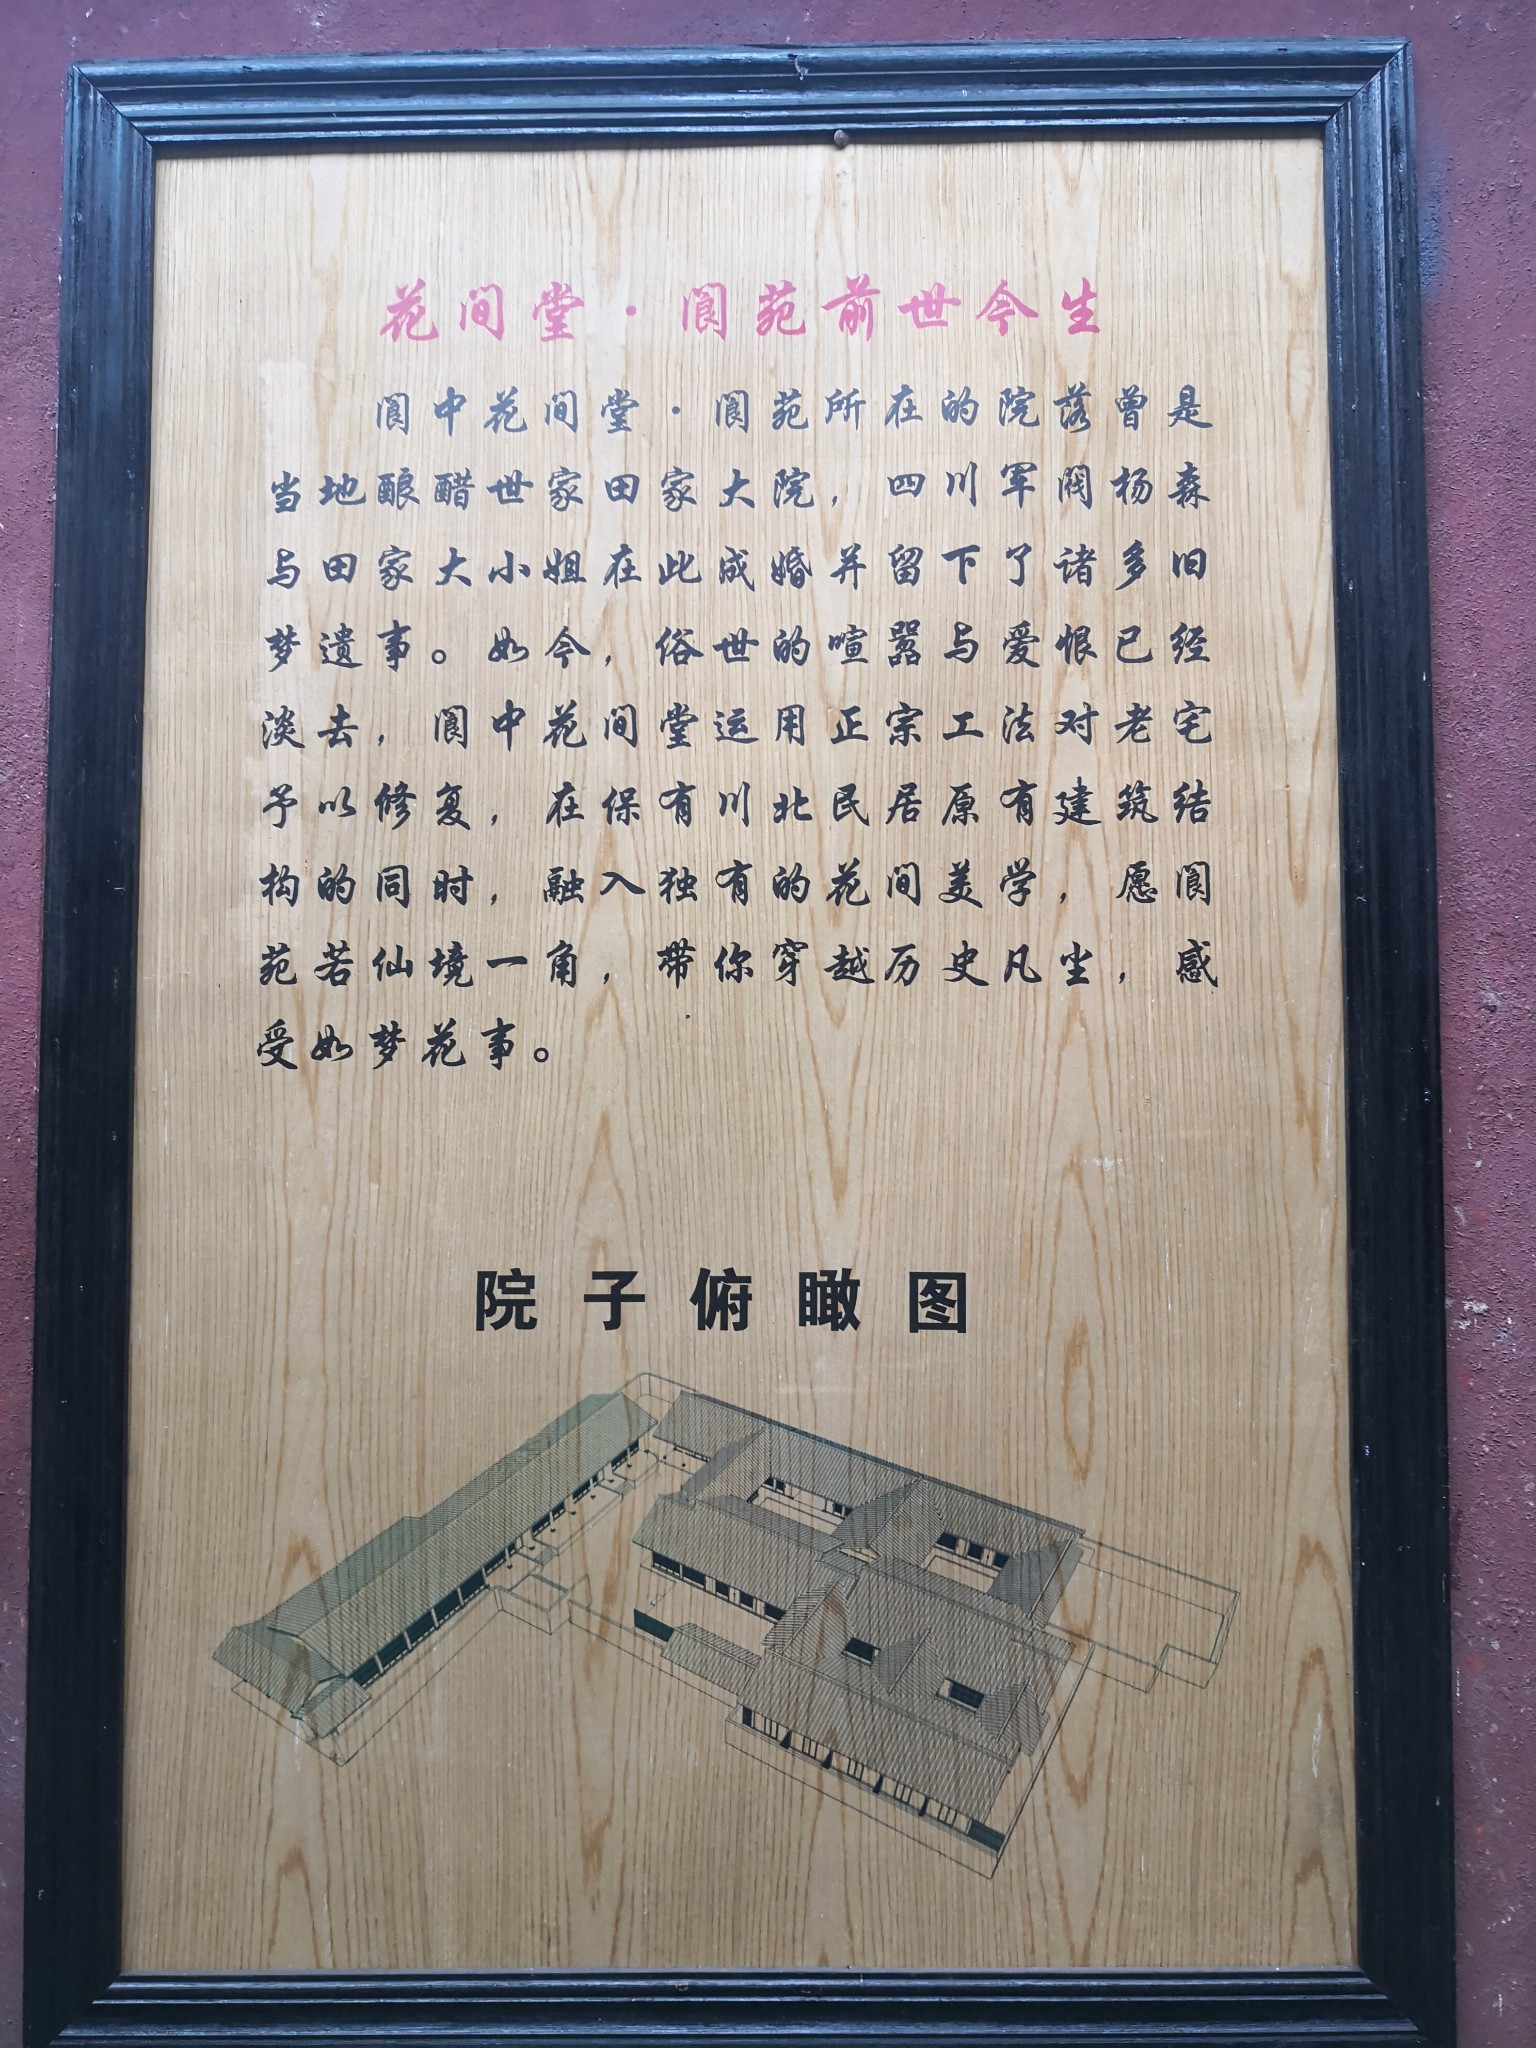 花间堂·阆苑前世今生
阆中花间堂·阆苑所在的院落曾是
当地酿醋世家田家大院，四川军阀杨森
与田家大小姐在此成婚并留下了诸多旧
梦遗事。如今，俗世的喧嚣与爱恨已经
淡去，阆中花间堂运用正宗工法对老宅
予以修复，在保有川北民居原有建筑结
构的同时，融入独有的花间美学，愿阆
苑若仙境一角，带你穿越历史凡尘，感
受如梦花事。
院子俯瞰图